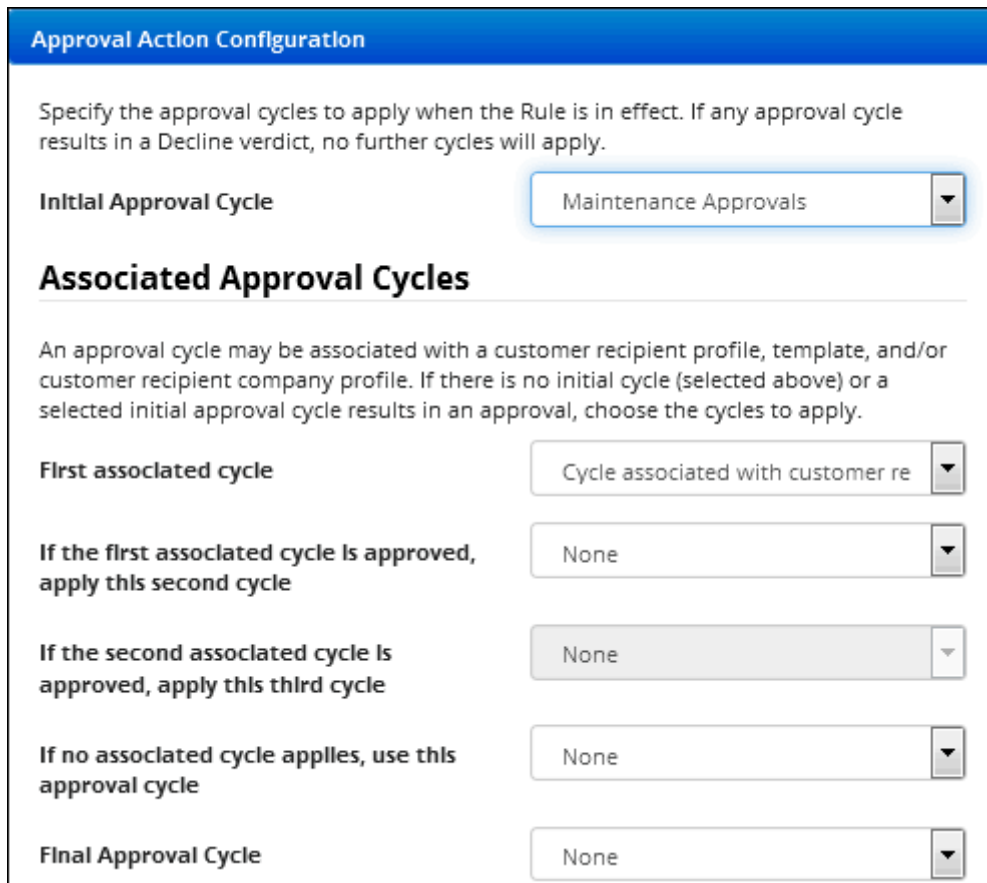 Approval Action Configuration
Specify the approval cycles to apply when the Rule is in effect. If any approval cycle
results in a Decline verdict, no further cycles will apply.
Initial Approval Cycle
Maintenance Approvals
Associated Approval Cycles
An approval cycle may be associated with a customer recipient profile, template, and/or
customer recipient company profile. If there is no initial cycle (selected above) or a
selected initial approval cycle results in an approval, choose the cycles to apply.
First associated cycle
Cycle associated with customer re
If the first associated cycle is approved,
apply this second cycle
None
If the second associated cycle is
approved, apply this third cycle
None
If no associated cycle applies, use this
approval cycle
None
Final Approval Cycle
None